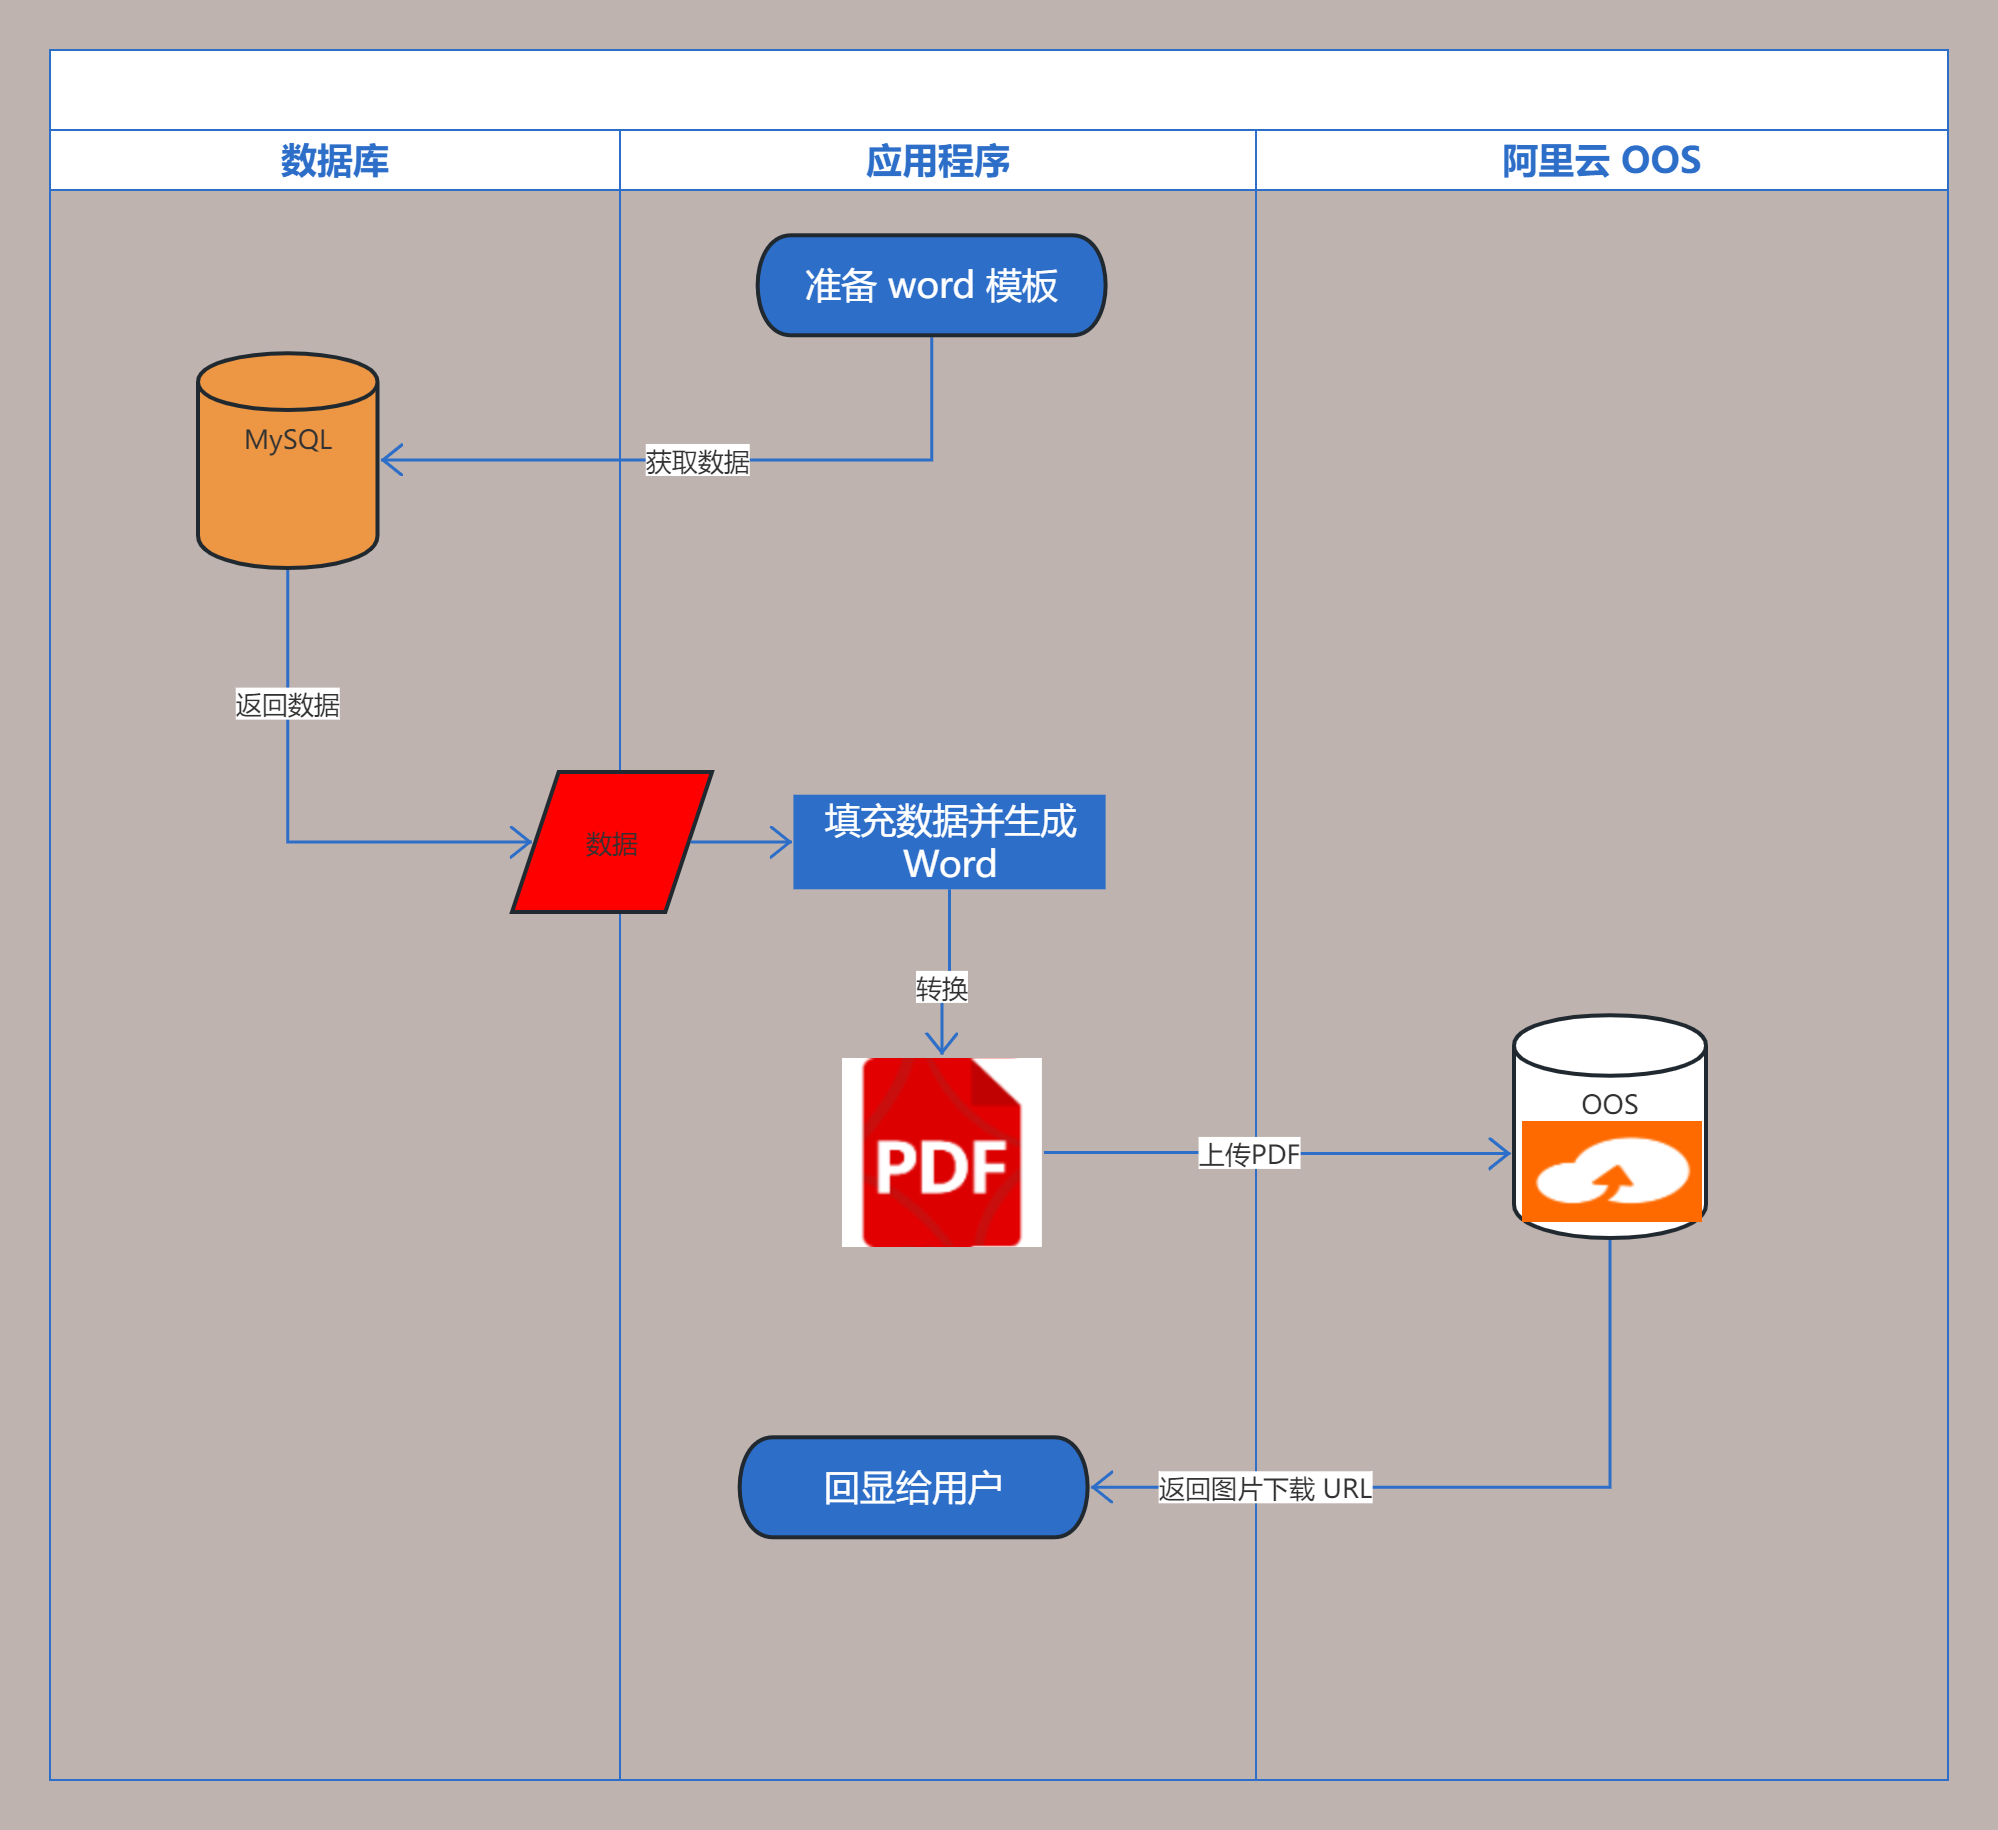 数据库
应用程序
阿里云 OOS
准备 word 模板
MySQL
获取数据
返回数据
数据
填充数据并生成
Word
转换
PDF
上传PDF
OOS
回显给用户
返回图片下载 URL